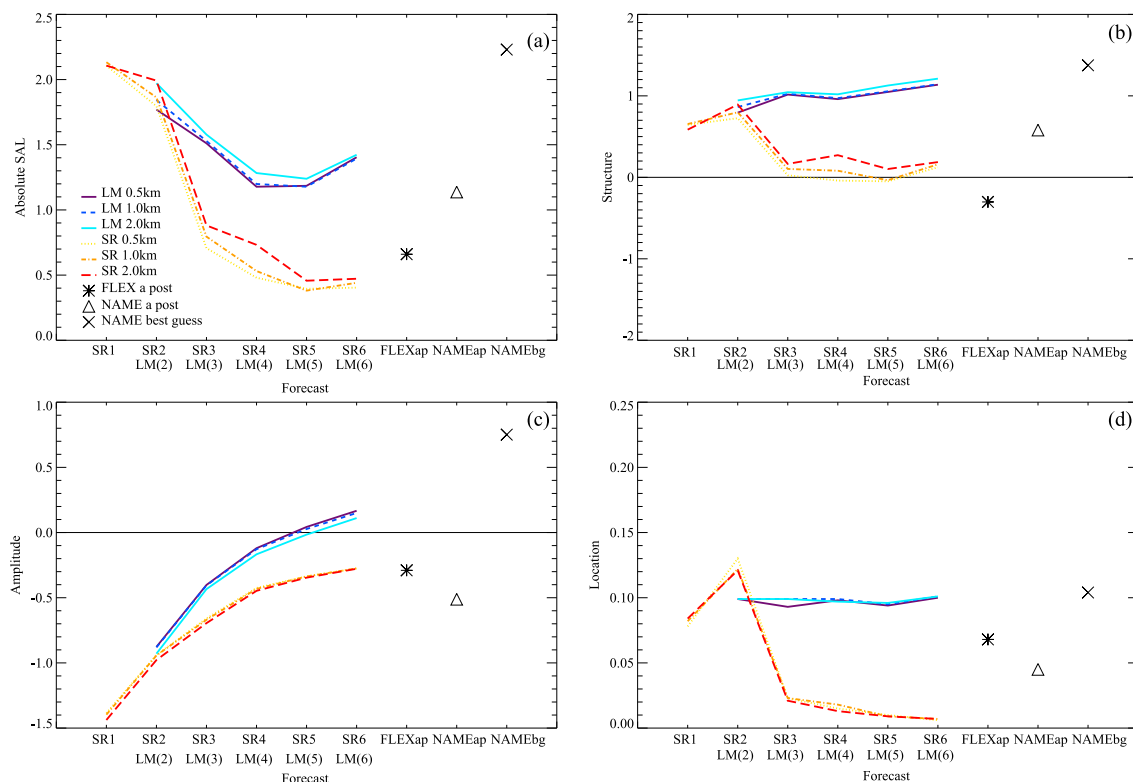 (a)
2.5
2.0
1.5
1.0
0.5
0.0
Absolute SAL
LM 0.5km
LM 1.0km
LM 2.0km
SR 0.5km
SR 1.0km
SR 2.0km
FLEX a post
NAME a post
NAME best guess
SR1 SR2 SR3 SR4 SR5 SR6 FLEXap NAMEap NAMEbg
LM(2) LM(3) LM(4) LM(5) LM(6)
Forecast
(b)
2
1
0
-1
-2
Structure
SR1 SR2 SR3 SR4 SR5 SR6 FLEXap NAMEap NAMEbg
LM(2) LM(3) LM(4) LM(5) LM(6)
Forecast
(c)
1.0
0.5
0.0
-0.5
-1.0
-1.5
Amplitude
SR1 SR2 SR3 SR4 SR5 SR6 FLEXap NAMEap NAMEbg
LM(2) LM(3) LM(4) LM(5) LM(6)
Forecast
(d)
0.25
0.20
0.15
0.10
0.05
0.00
Location
SR1 SR2 SR3 SR4 SR5 SR6 FLEXap NAMEap NAMEbg
LM(2) LM(3) LM(4) LM(5) LM(6)
Forecast